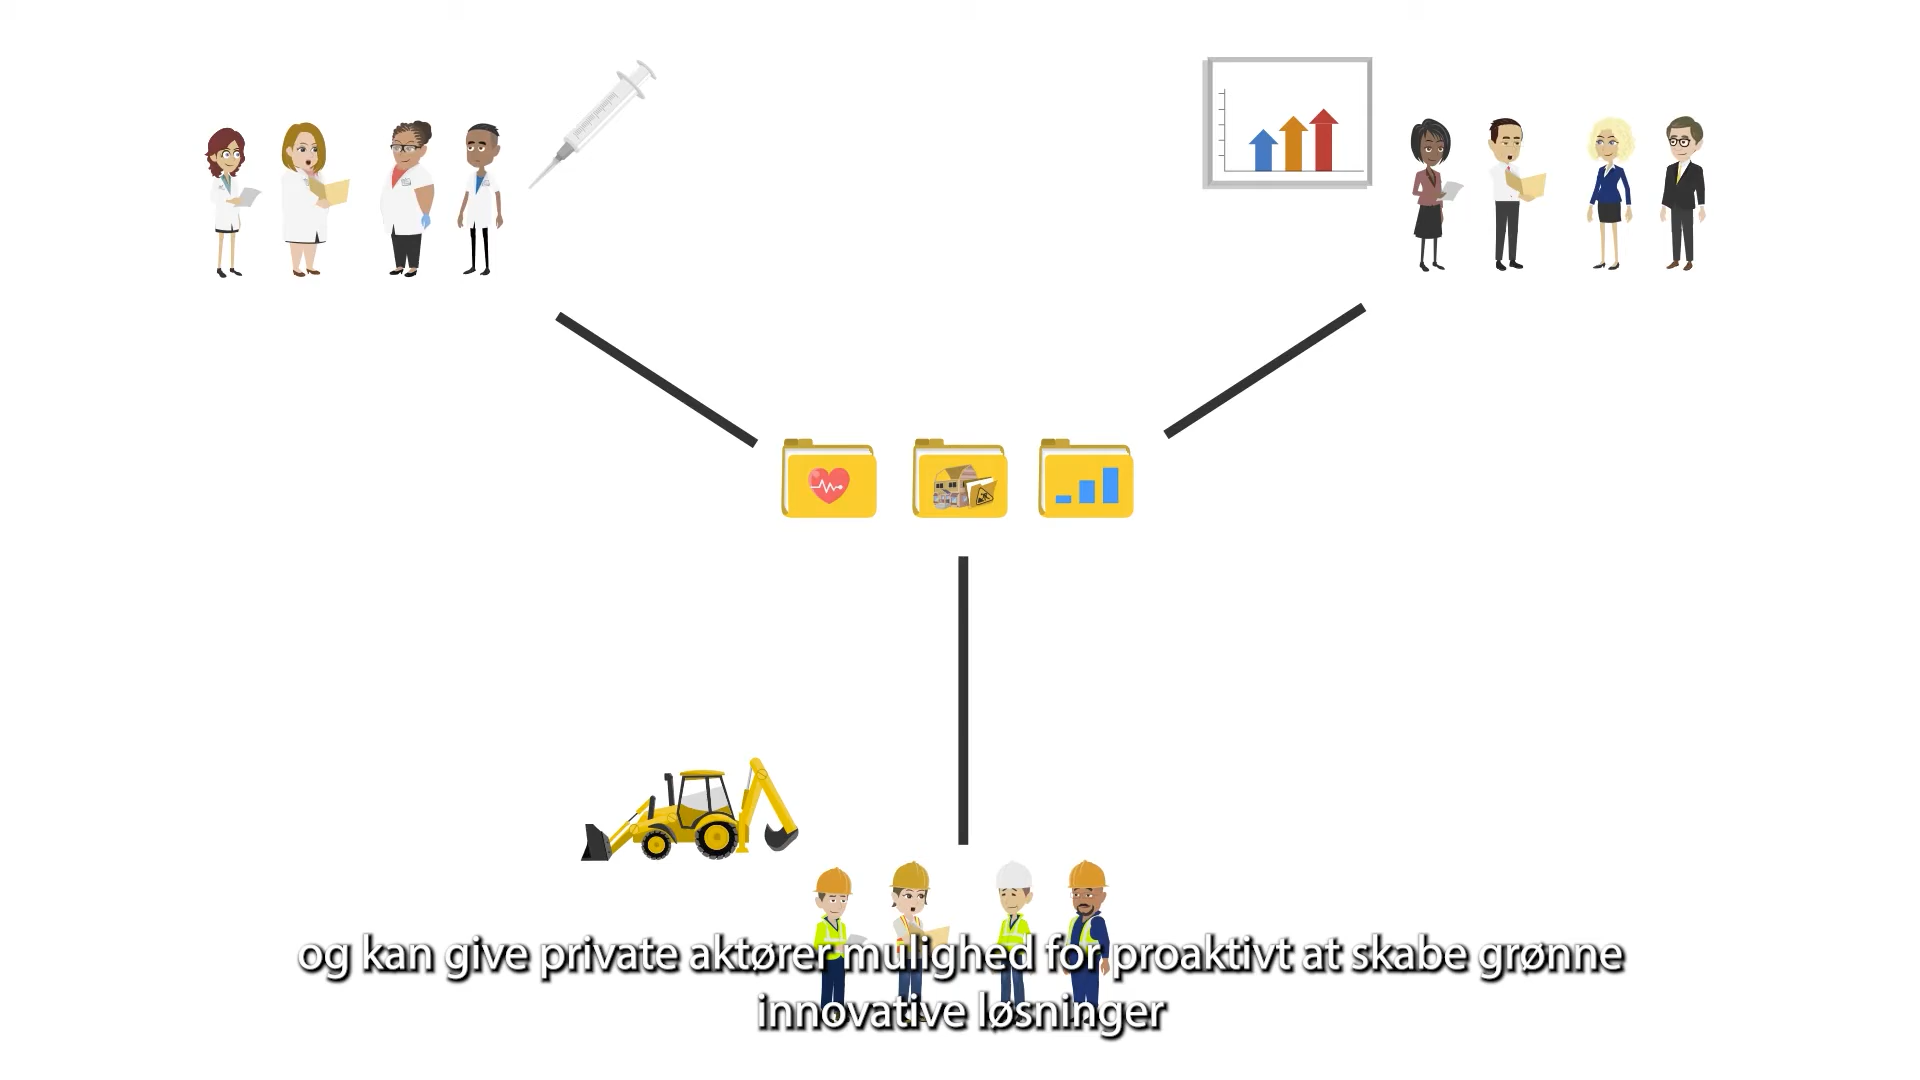 og kan give private aktører mulighed for proaktivt at skabe grønne
innovative løsninger